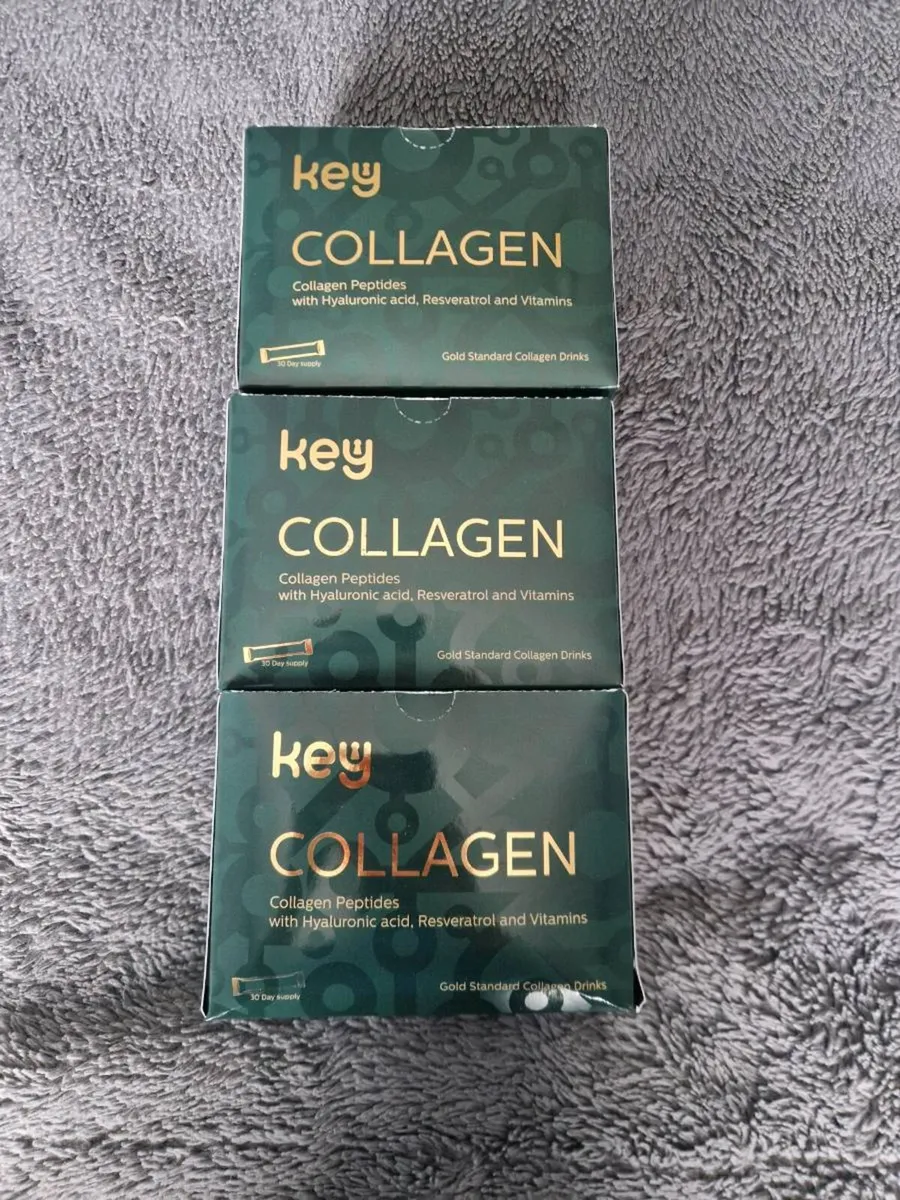 key
COLLAGEN
Collagen Peptides
with Hyaluronic acid, Resveratrol and Vitamins
30 Day supply
Gold Standard Collagen Drinks
key
COLLAGEN
Collagen Peptides
with Hyaluronic acid, Resveratrol and Vitamins
30 Day supply
Gold Standard Collagen Drinks
key
COLLAGEN
Collagen Peptides
with Hyaluronic acid, Resveratrol and Vitamins
30 Day supply
Gold Standard Collagen Drinks